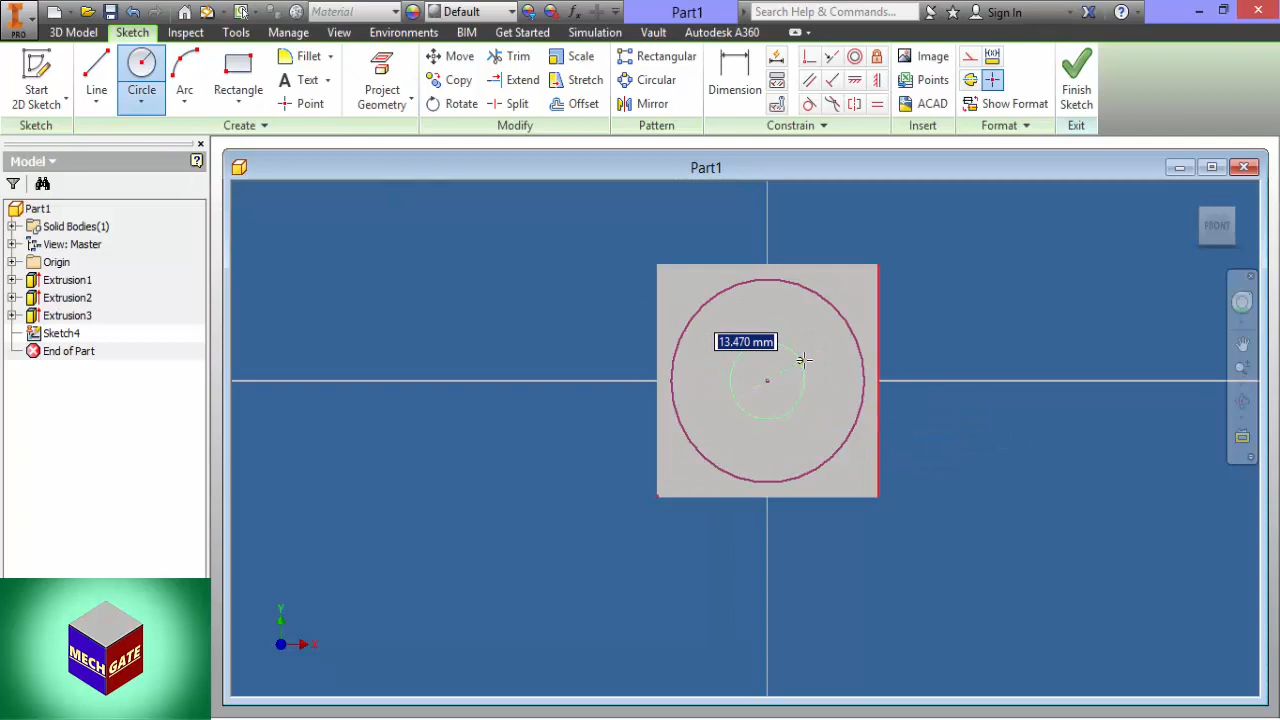 PRO
Material
Default
Part1
Search Help & Commands...
Sign In
3D Model
Sketch
Inspect
Tools
Manage
View
Environments
BIM
Get Started
Simulation
Vault
Autodesk A360
Start
2D Sketch
Line
Circle
Arc
Rectangle
Fillet
Text
Point
Project
Geometry
Move
Copy
Rotate
Trim
Extend
Split
Scale
Stretch
Offset
Rectangular
Circular
Mirror
Dimension
Image
Points
ACAD
Show Format
Finish
Sketch
Sketch
Create
Modify
Pattern
Constrain
Insert
Format
Exit
Model
Part1
Solid Bodies(1)
View: Master
Origin
Extrusion1
Extrusion2
Extrusion3
Sketch4
End of Part
Part1
FRONT
13.470 mm
Y
X
MECH
GATE